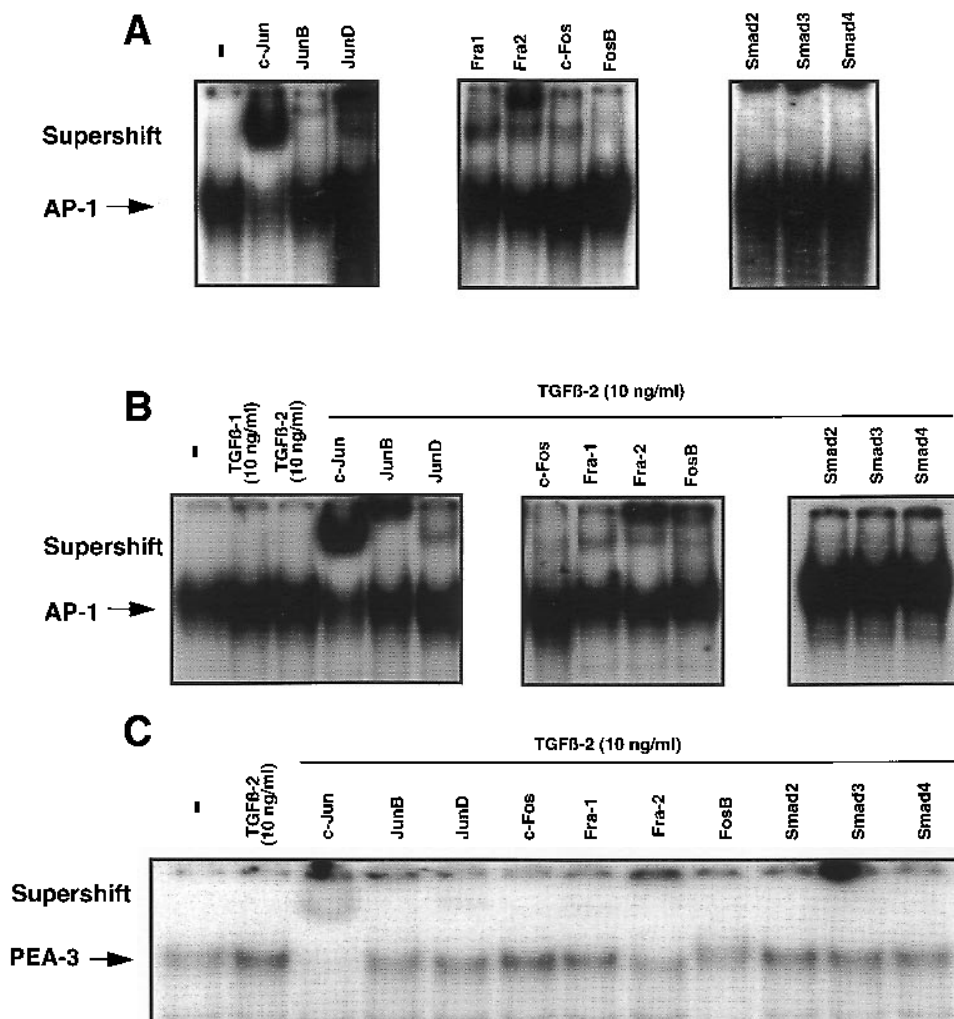 A
-
c-Jun
JunB
JunD
Fra1
Fra2
c-Fos
FosB
Smad2
Smad3
Smad4
Supershift
AP-1
B
TGFß-2 (10 ng/ml)
-
TGFß-1
(10 ng/ml)
TGFß-2
(10 ng/ml)
c-Jun
JunB
JunD
c-Fos
Fra-1
Fra-2
FosB
Smad2
Smad3
Smad4
Supershift
AP-1
C
TGFß-2 (10 ng/ml)
-
TGFß-2
(10 ng/ml)
c-Jun
JunB
JunD
c-Fos
Fra-1
Fra-2
FosB
Smad2
Smad3
Smad4
Supershift
PEA-3